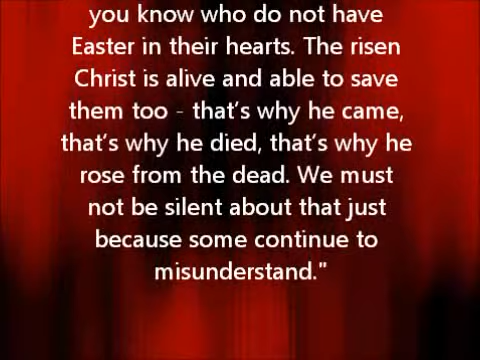 you know who do not have
Easter in their hearts. The risen
Christ is alive and able to save
them too - that's why he came,
that's why he died, that's why he
rose from the dead. We must
not be silent about that just
because some continue to
misunderstand."